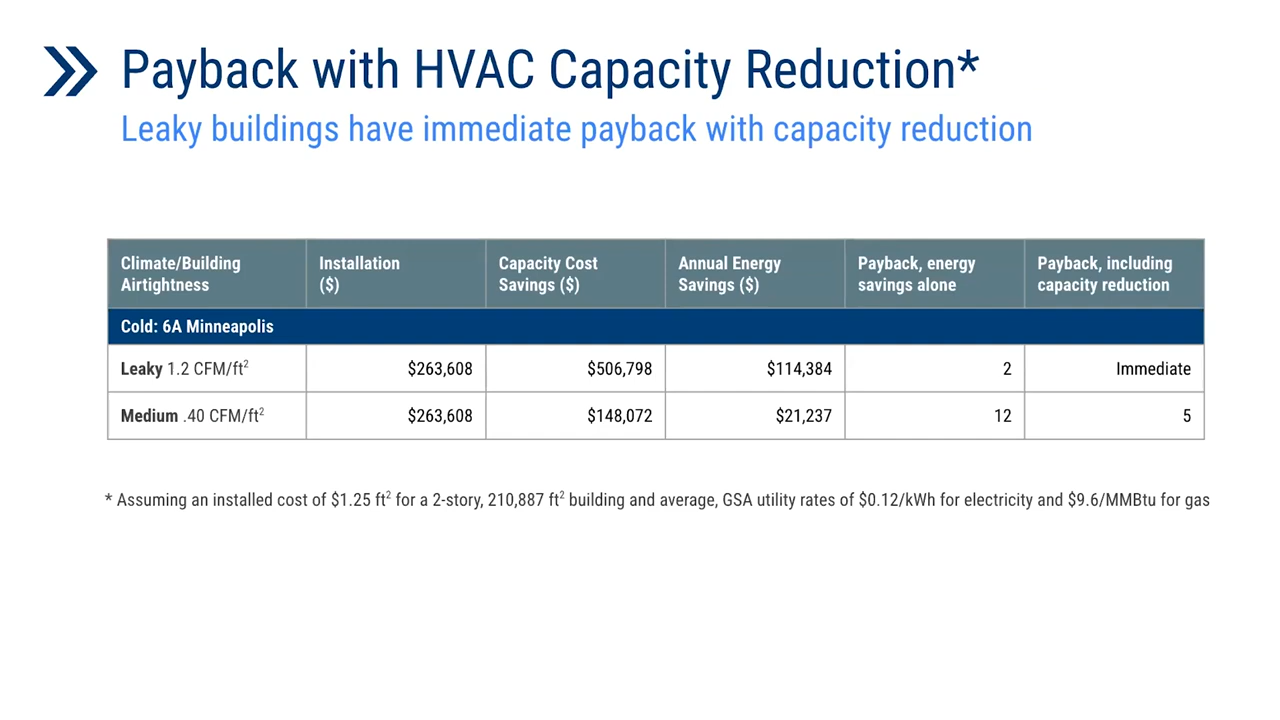 Payback with HVAC Capacity Reduction*
Leaky buildings have immediate payback with capacity reduction
Climate/Building Airtightness | Installation ($) | Capacity Cost Savings ($) | Annual Energy Savings ($) | Payback, energy savings alone | Payback, including capacity reduction
Cold: 6A Minneapolis
Leaky 1.2 CFM/ft² | $263,608 | $506,798 | $114,384 | 2 | Immediate
Medium .40 CFM/ft² | $263,608 | $148,072 | $21,237 | 12 | 5
* Assuming an installed cost of $1.25 ft² for a 2-story, 210,887 ft² building and average, GSA utility rates of $0.12/kWh for electricity and $9.6/MMBtu for gas